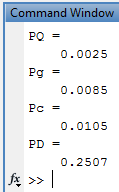 Command Window
PQ =
0.0025
Pg =
0.0085
Pc =
0.0105
PD =
0.2507
fx >>